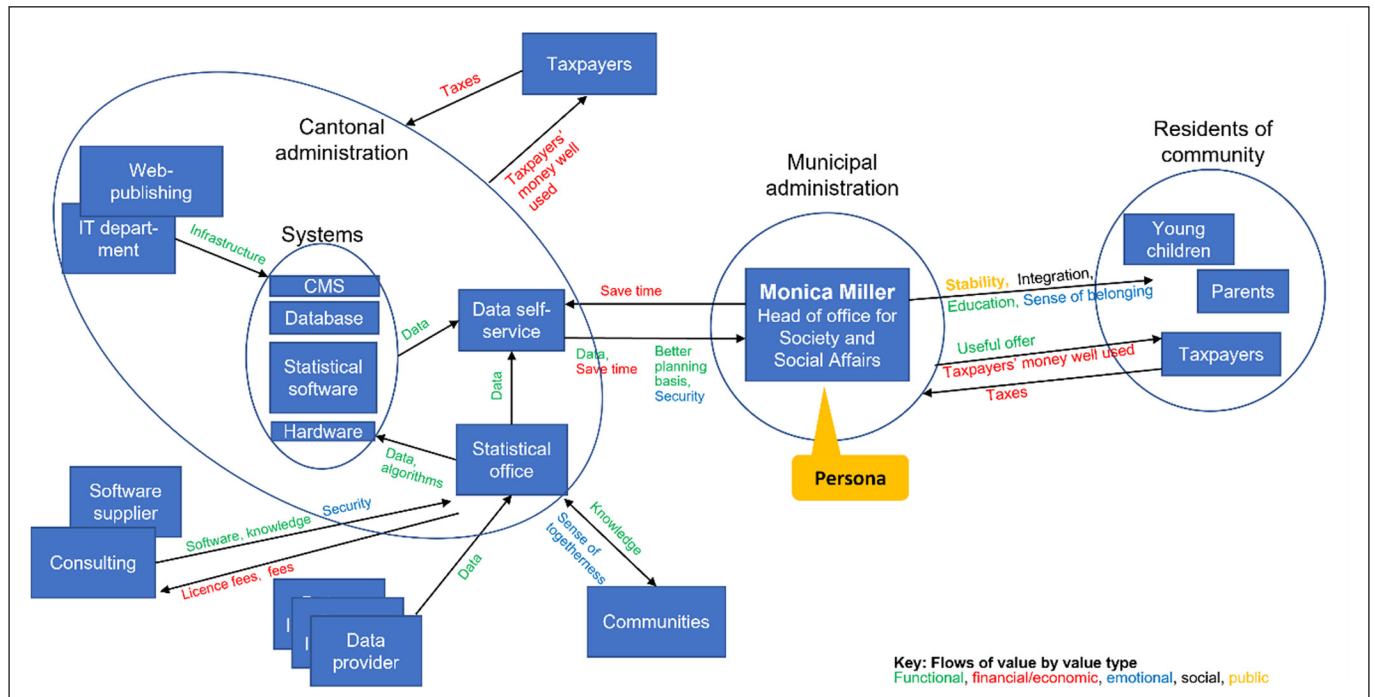 Taxpayers
Taxes
Cantonal
administration
Taxpayers'
money well
used
Web-
publishing
IT depart-
ment
Infrastructure
Systems
CMS
Database
Statistical
software
Hardware
Data
Data self-
service
Data
Statistical
office
Data,
algorithms
Software
supplier
Consulting
Software, knowledge Security
Licence fees, fees
Data
Data
provider
Knowledge
Sense of
togetherness
Communities
Save time
Data,
Save time
Better
planning
basis,
Security
Municipal
administration
Monica Miller
Head of office for
Society and
Social Affairs
Persona
Stability, Integration,
Education, Sense of belonging
Useful offer
Taxpayers' money well used
Taxes
Residents of
community
Young
children
Parents
Taxpayers
Key: Flows of value by value type
Functional, financial/economic, emotional, social, public